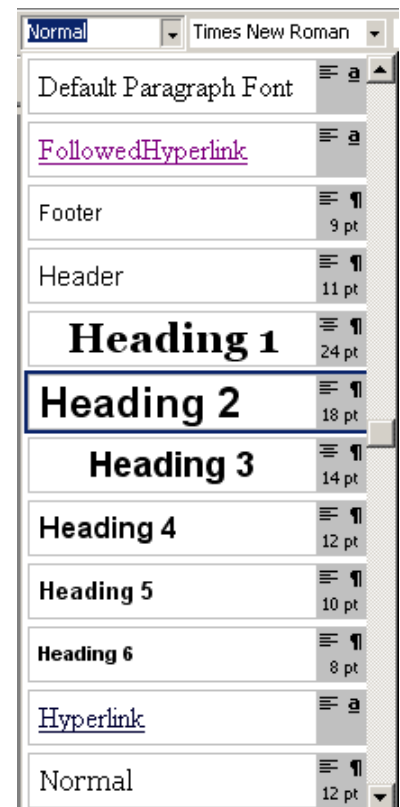 Normal Times New Roman
Default Paragraph Font a
FollowedHyperlink a
Footer ¶
9 pt
Header ¶
11 pt
Heading 1 ¶
24 pt
Heading 2 ¶
18 pt
Heading 3 ¶
14 pt
Heading 4 ¶
12 pt
Heading 5 ¶
10 pt
Heading 6 ¶
8 pt
Hyperlink a
Normal ¶
12 pt